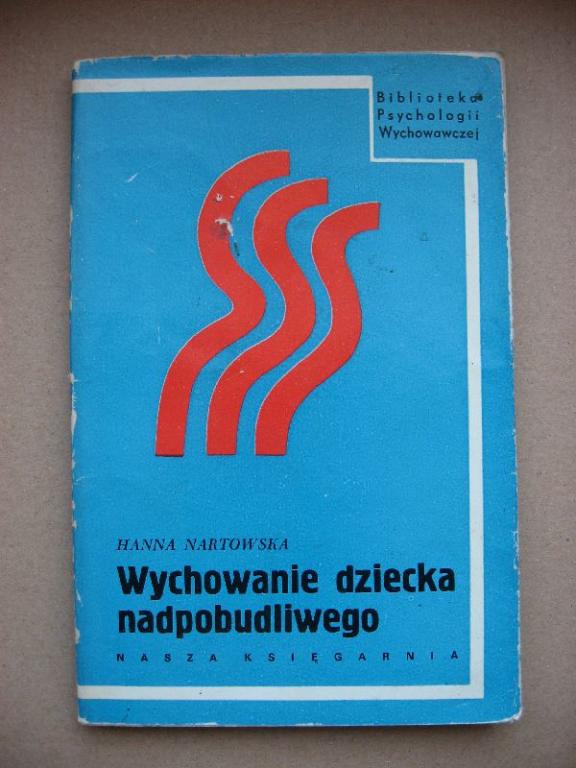 Biblioteka
Psychologii
Wychowawczej
HANNA NARTOWSKA
Wychowanie dziecka
nadpobudliwego
NASZA KSIĘGARNIA